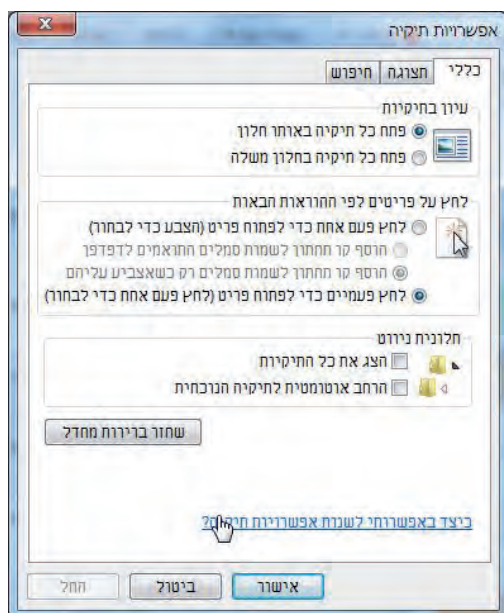 אפשרויות תיקיה
כללי תצוגה חיפוש
עיון בתיקיות
פתח כל תיקיה באותו חלון
פתח כל תיקיה בחלון משלה
לחץ על פריטים לפי ההוראות הבאות
לחץ פעם אחת כדי לפתוח פריט (הצבע כדי לבחור)
הוסף קו תחתון לשמות סמלים התואמים לדפדפן
הוסף קו תחתון לשמות סמלים רק כשאצביע עליהם
לחץ פעמיים כדי לפתוח פריט (לחץ פעם אחת כדי לבחור)
חלונית ניווט
הצג את כל התיקיות
הרחב אוטומטית לתיקיה הנוכחית
שחזור ברירות מחדל
כיצד באפשרותי לשנות אפשרויות תיקיה?
אישור ביטול החל